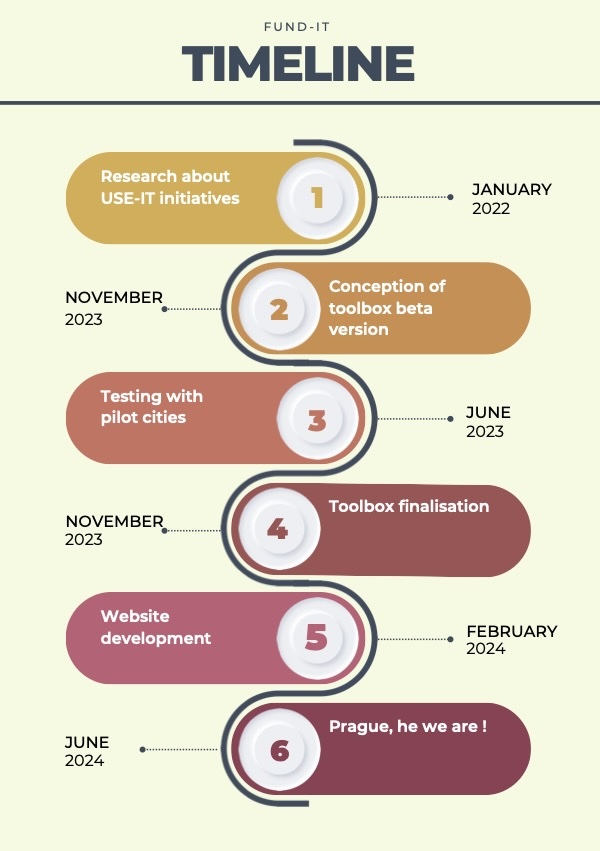 FUND-IT
TIMELINE
Research about
USE-IT initiatives
1
JANUARY
2022
NOVEMBER
2023
2
Conception of
toolbox beta
version
Testing with
pilot cities
3
JUNE
2023
NOVEMBER
2023
4
Toolbox finalisation
Website
development
5
FEBRUARY
2024
JUNE
2024
6
Prague, he we are !